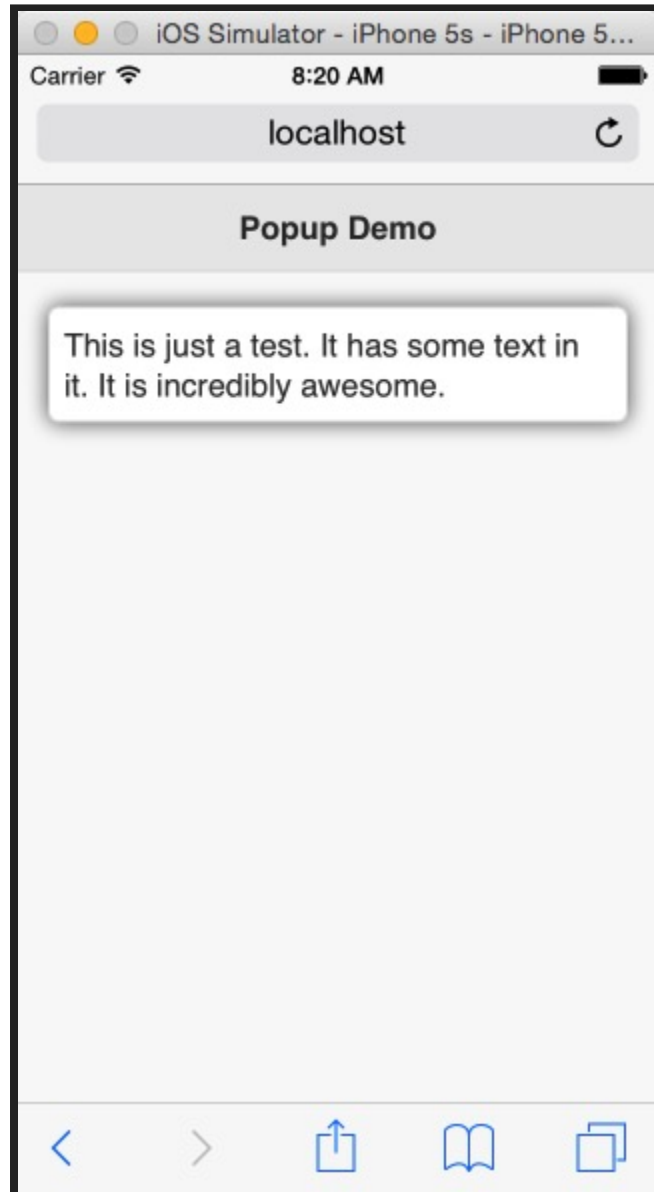 iOS Simulator - iPhone 5s - iPhone 5...
Carrier 8:20 AM
localhost
Popup Demo
This is just a test. It has some text in
it. It is incredibly awesome.